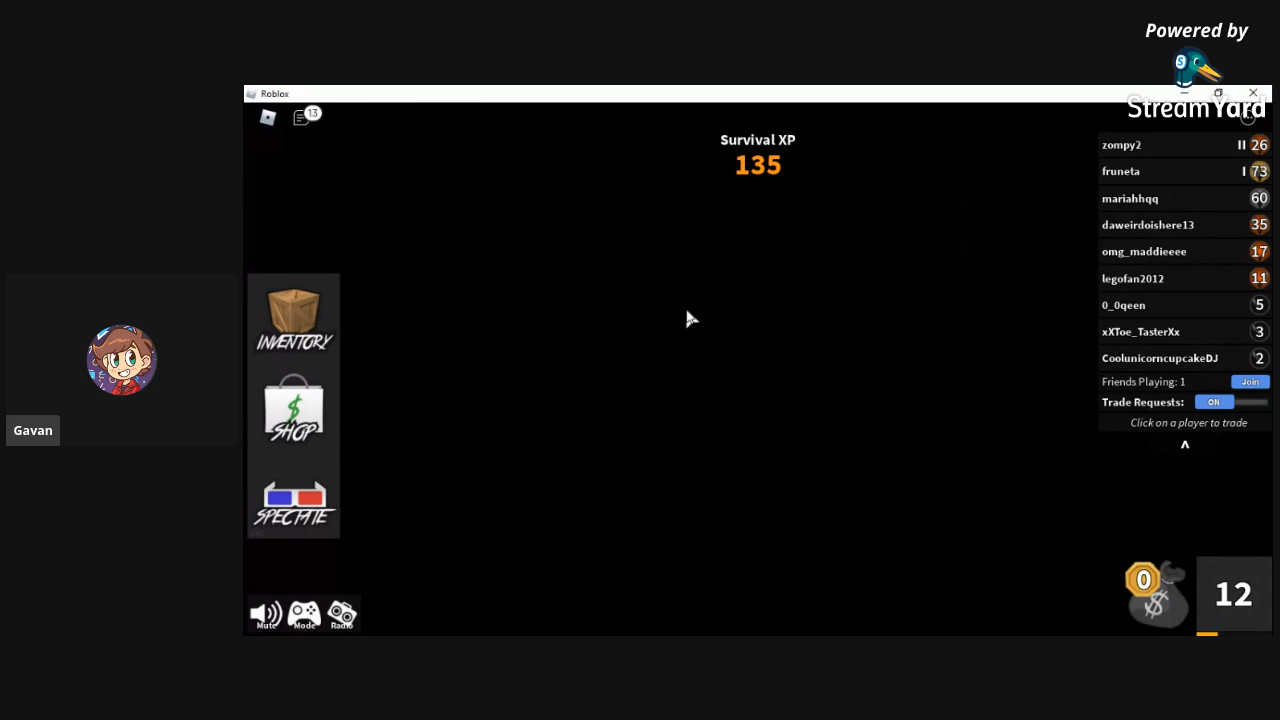 Powered by
S
StreamYard
Roblox
13
Survival XP
135
zompy2 II 26
fruneta I 73
mariahhqq 60
daweirdoishere13 35
omg_maddieeee 17
legofan2012 11
0_0qeen 5
xXToe_TasterXx 3
CoolunicorncupcakeDJ 2
Friends Playing: 1 Join
Trade Requests: ON
Click on a player to trade
INVENTORY
$
SHOP
SPECTATE
Gavan
Mute Mode Radio
0
$
12